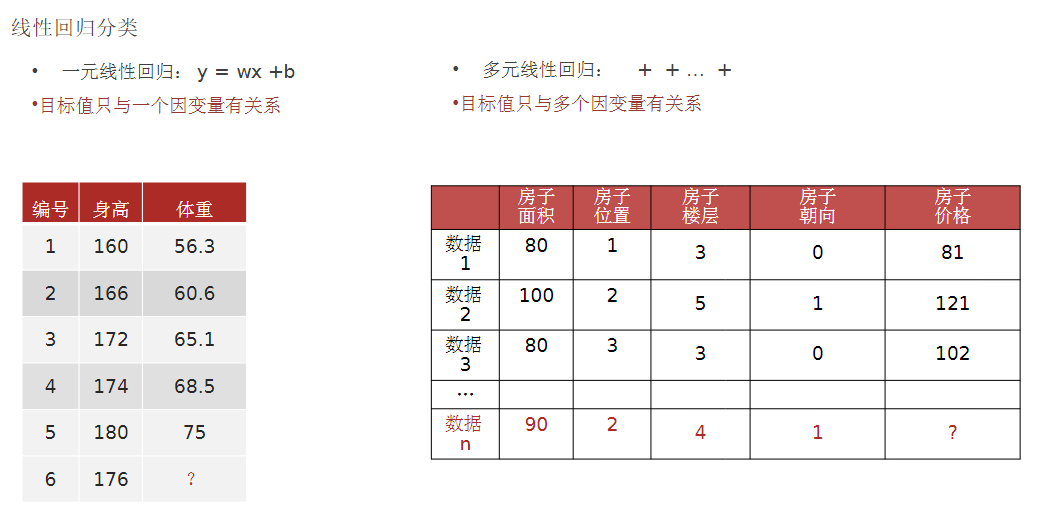 线性回归分类
• 一元线性回归： y = wx +b
•目标值只与一个因变量有关系
• 多元线性回归： + + … +
•目标值只与多个因变量有关系
编号 身高 体重
1 160 56.3
2 166 60.6
3 172 65.1
4 174 68.5
5 180 75
6 176 ？
房子面积 房子位置 房子楼层 房子朝向 房子价格
数据1 80 1 3 0 81
数据2 100 2 5 1 121
数据3 80 3 3 0 102
…
数据n 90 2 4 1 ?